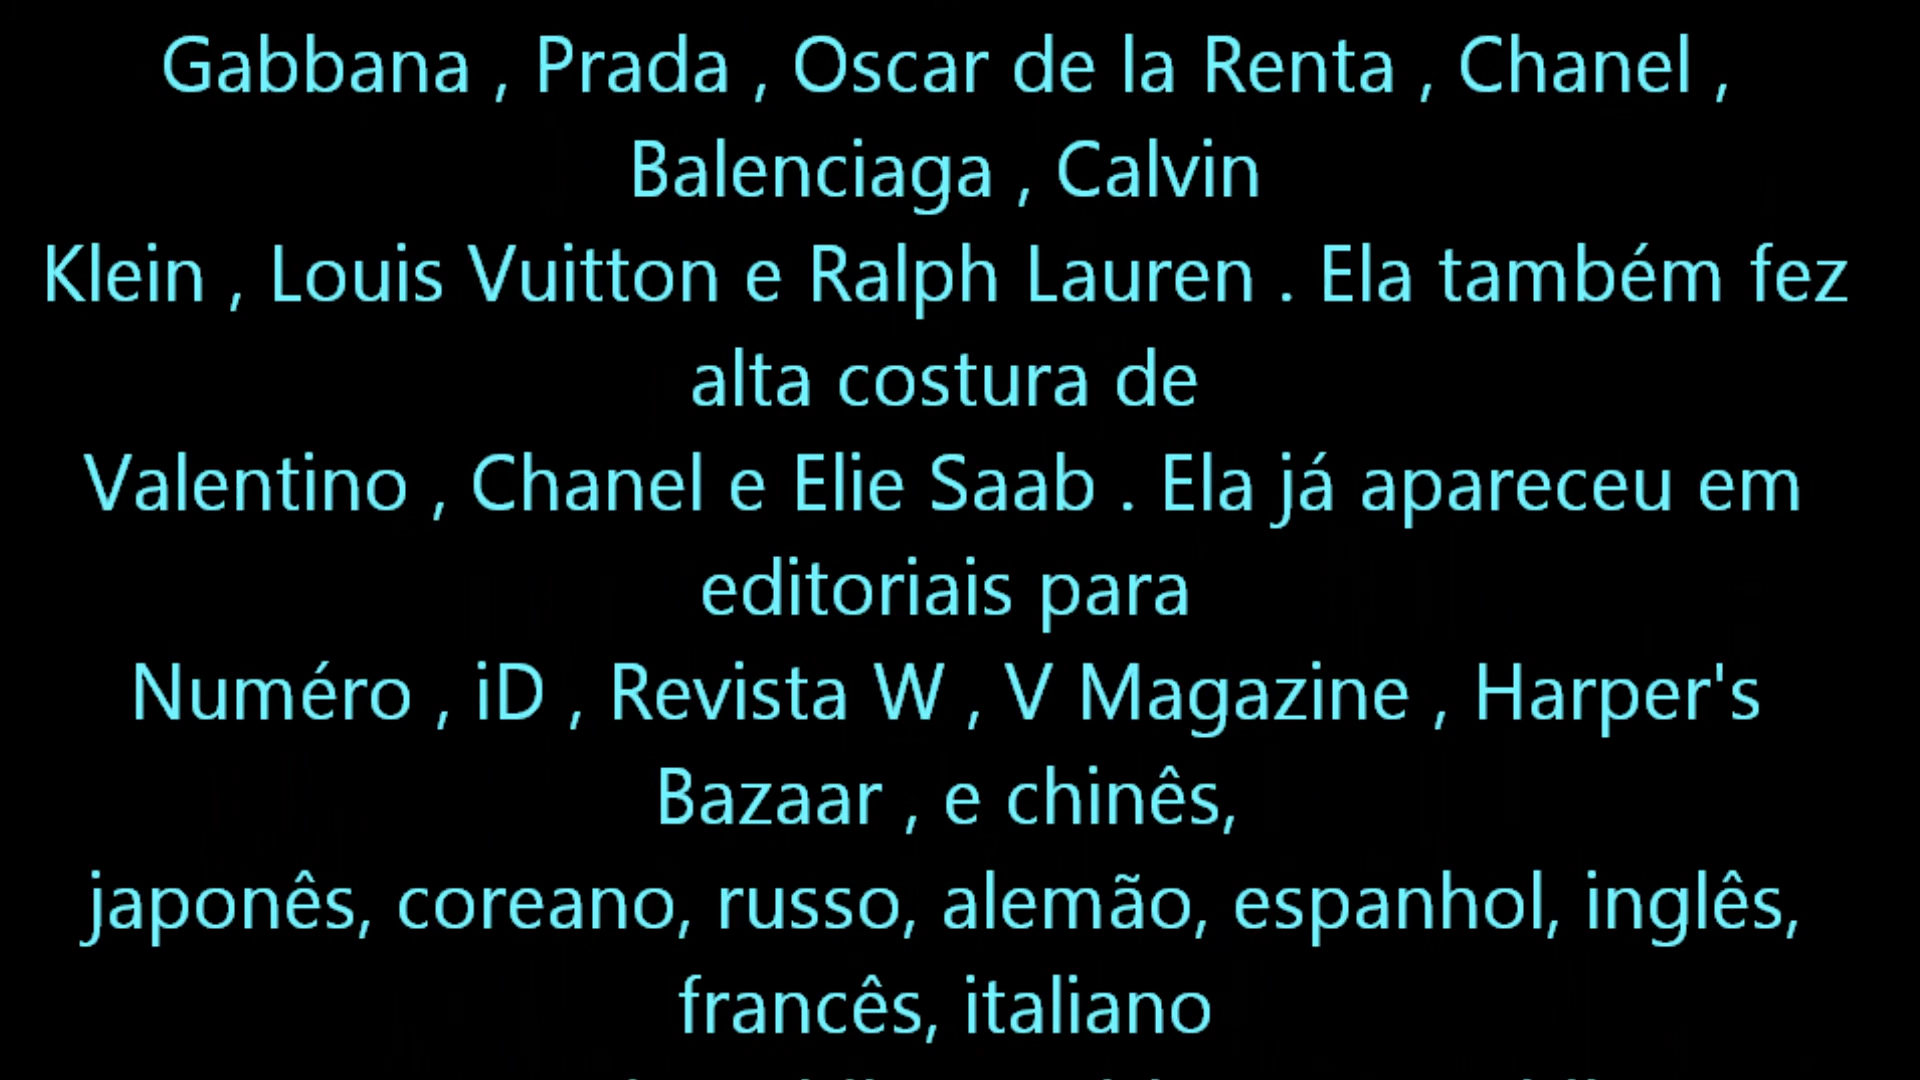 Gabbana , Prada , Oscar de la Renta , Chanel ,
Balenciaga , Calvin
Klein , Louis Vuitton e Ralph Lauren . Ela também fez
alta costura de
Valentino , Chanel e Elie Saab . Ela já apareceu em
editoriais para
Numéro , iD , Revista W , V Magazine , Harper's
Bazaar , e chinês,
japonês, coreano, russo, alemão, espanhol, inglês,
francês, italiano